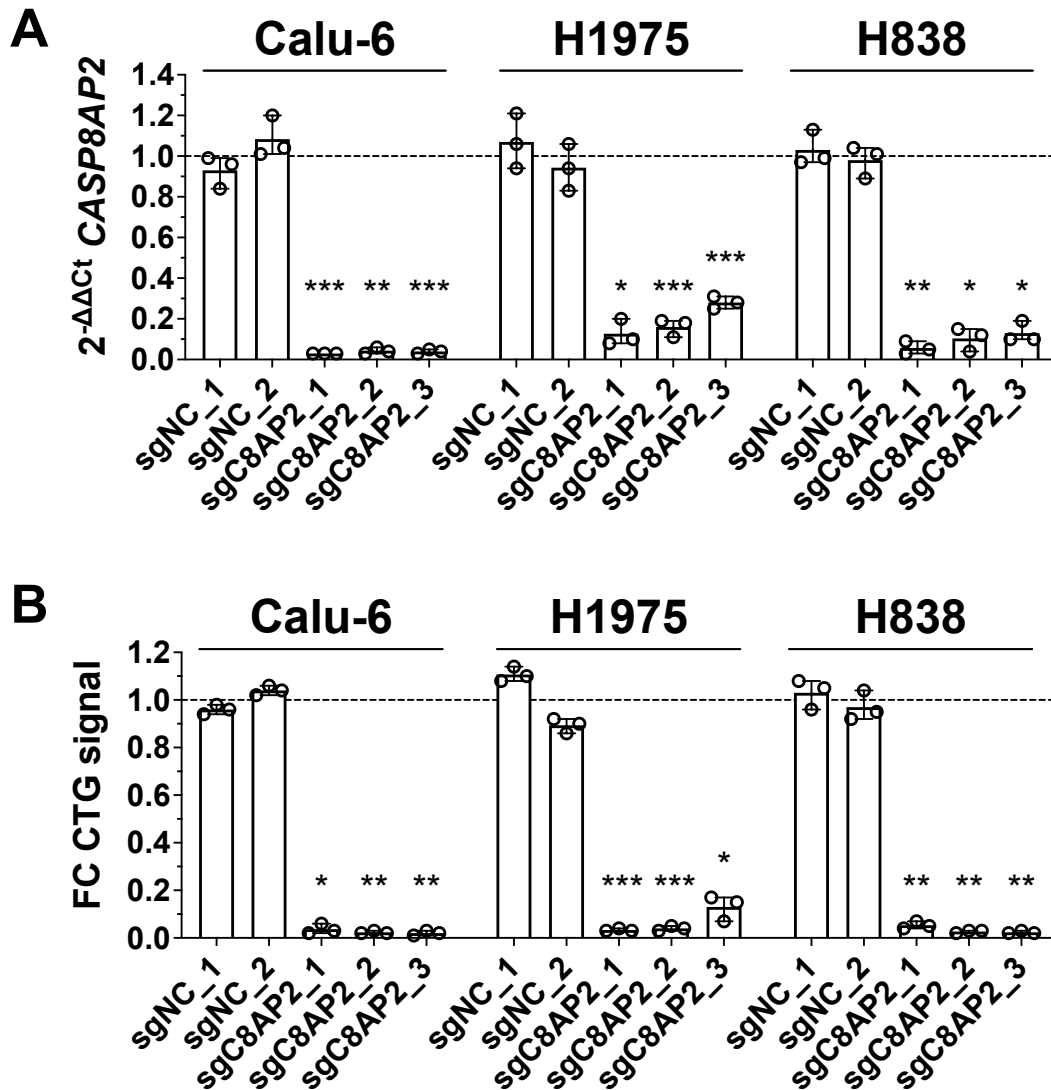 A
Calu-6 H1975 H838
2-ΔΔCt CASP8AP2
1.4
1.2
1.0
0.8
0.6
0.4
0.2
0.0
*** ** *** * *** *** ** * *
sgNC_1 sgNC_2 sgC8AP2_1 sgC8AP2_2 sgC8AP2_3 sgNC_1 sgNC_2 sgC8AP2_1 sgC8AP2_2 sgC8AP2_3 sgNC_1 sgNC_2 sgC8AP2_1 sgC8AP2_2 sgC8AP2_3
B
Calu-6 H1975 H838
FC CTG signal
1.2
1.0
0.8
0.6
0.4
0.2
0.0
* ** ** *** *** * ** ** **
sgNC_1 sgNC_2 sgC8AP2_1 sgC8AP2_2 sgC8AP2_3 sgNC_1 sgNC_2 sgC8AP2_1 sgC8AP2_2 sgC8AP2_3 sgNC_1 sgNC_2 sgC8AP2_1 sgC8AP2_2 sgC8AP2_3